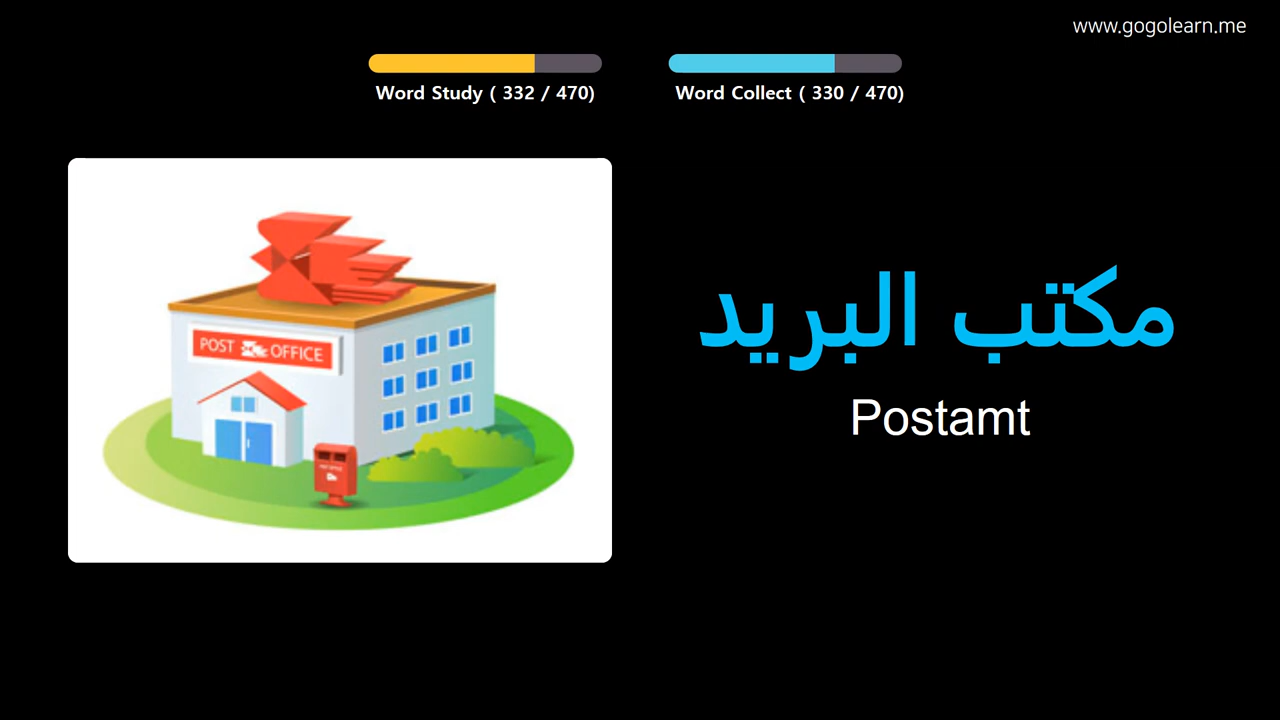 www.gogolearn.me
Word Study ( 332 / 470)
Word Collect ( 330 / 470)
POST OFFICE
مكتب البريد
Postamt